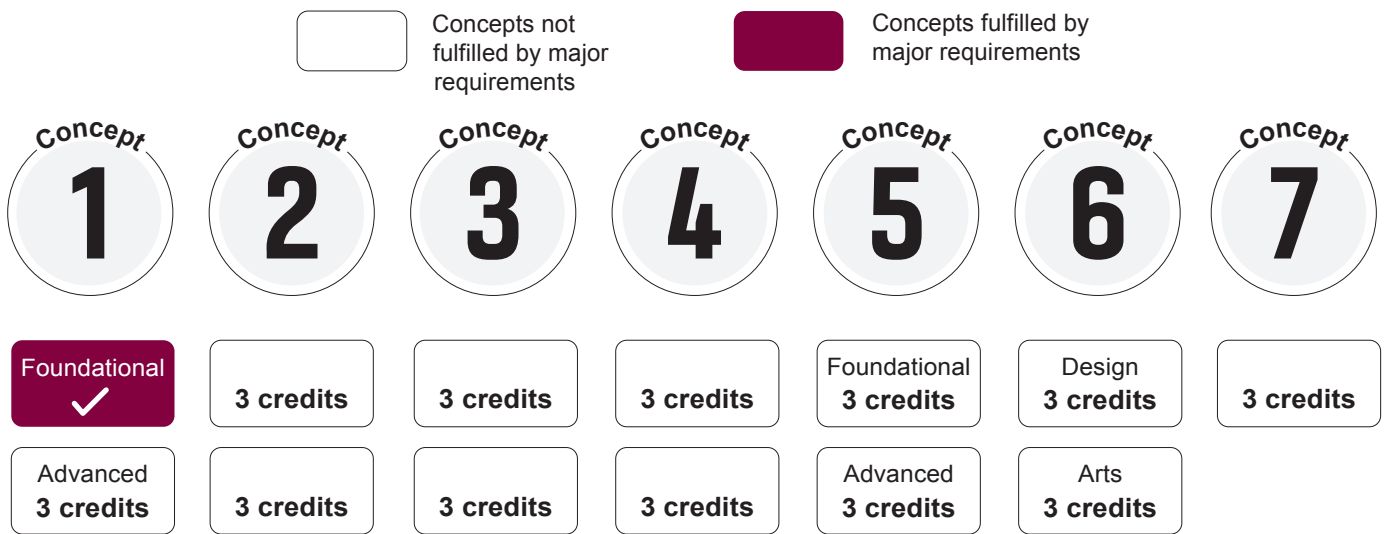 Concepts not
fulfilled by major
requirements
Concepts fulfilled by
major requirements
Concept
1
Concept
2
Concept
3
Concept
4
Concept
5
Concept
6
Concept
7
Foundational
✓
3 credits
3 credits
3 credits
Foundational
3 credits
Design
3 credits
3 credits
Advanced
3 credits
3 credits
3 credits
3 credits
Advanced
3 credits
Arts
3 credits